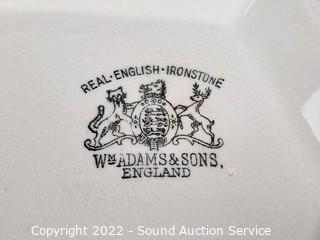 REAL·ENGLISH·IRONSTONE
Wᴹ ADAMS & SONS,
ENGLAND
Copyright 2022 - Sound Auction Service